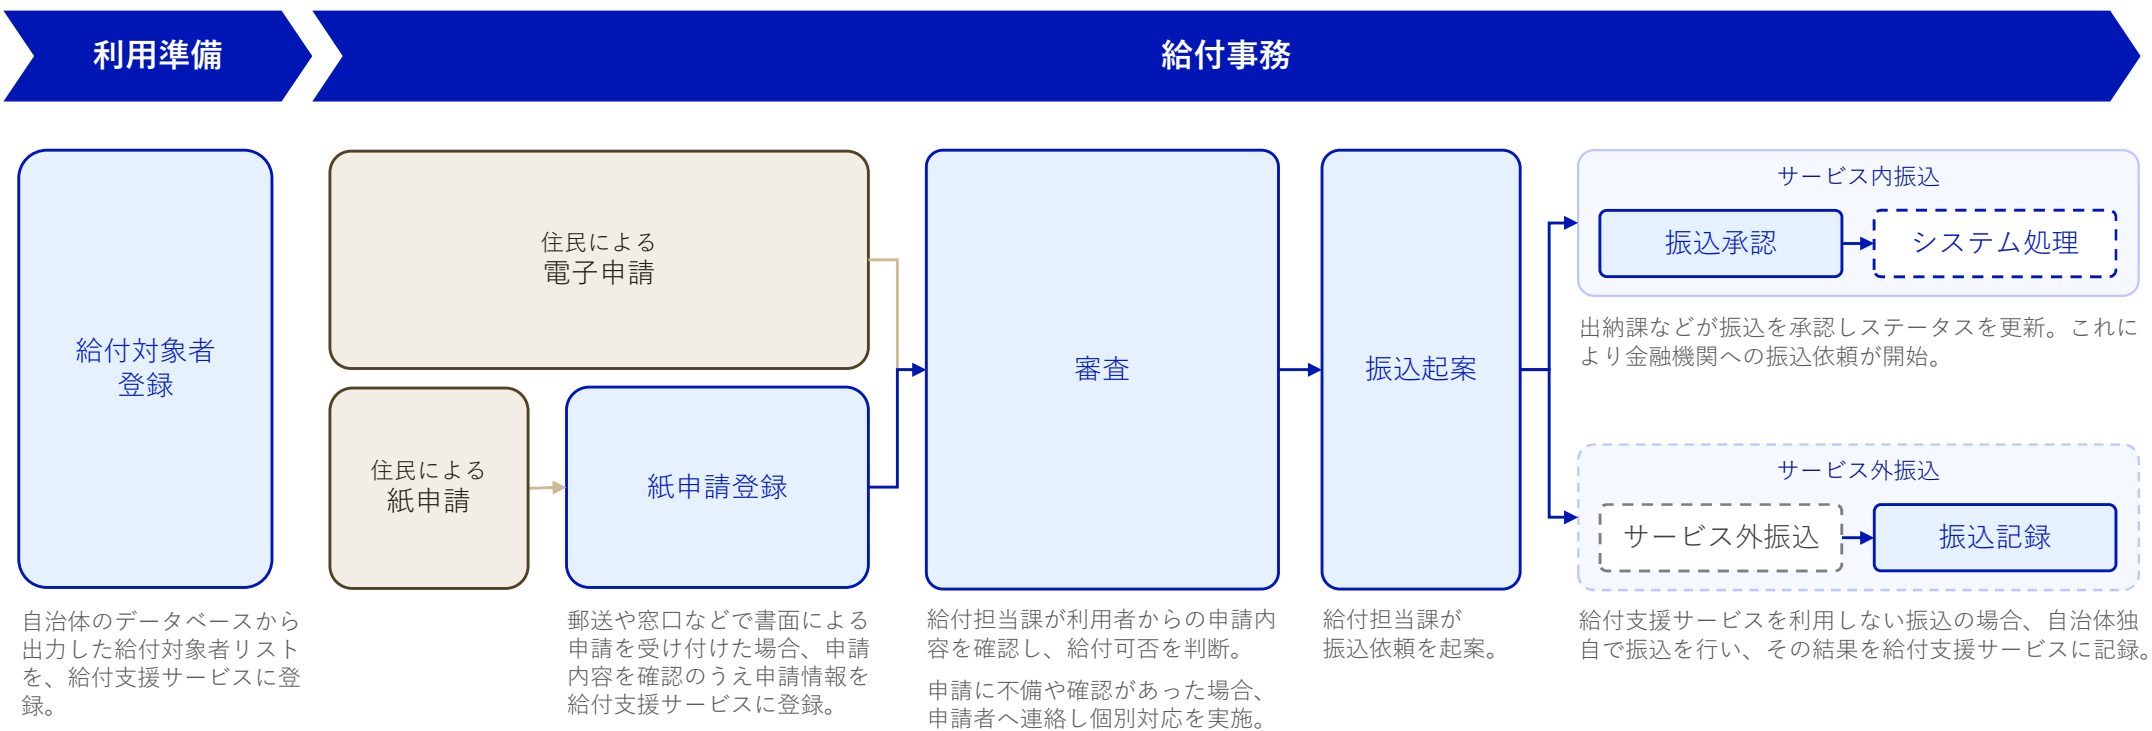 利用準備
給付事務
給付対象者
登録
自治体のデータベースから
出力した給付対象者リスト
を、給付支援サービスに登
録。
住民による
電子申請
住民による
紙申請
紙申請登録
郵送や窓口などで書面による
申請を受け付けた場合、申請
内容を確認のうえ申請情報を
給付支援サービスに登録。
審査
給付担当課が利用者からの申請内
容を確認し、給付可否を判断。
申請に不備や確認があった場合、
申請者へ連絡し個別対応を実施。
振込起案
給付担当課が
振込依頼を起案。
サービス内振込
振込承認
システム処理
出納課などが振込を承認しステータスを更新。これに
より金融機関への振込依頼が開始。
サービス外振込
サービス外振込
振込記録
給付支援サービスを利用しない振込の場合、自治体独
自で振込を行い、その結果を給付支援サービスに記録。